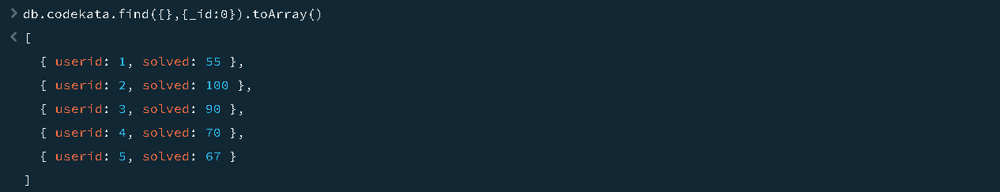 > db.codekata.find({},{_id:0}).toArray()
< [
{ userid: 1, solved: 55 },
{ userid: 2, solved: 100 },
{ userid: 3, solved: 90 },
{ userid: 4, solved: 70 },
{ userid: 5, solved: 67 }
]